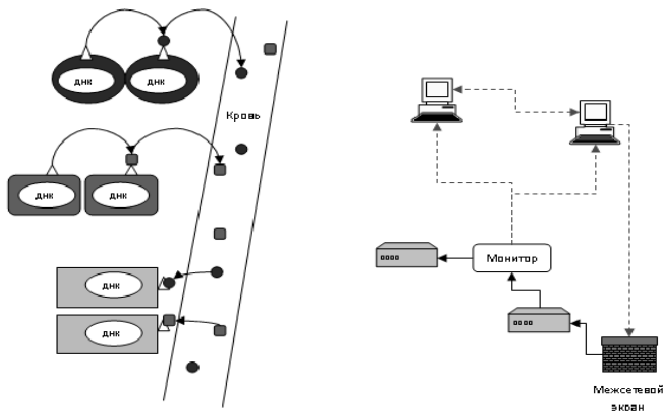 днк
днк
Кровь
днк
днк
днк
днк
Монитор
Межсетевой
экран